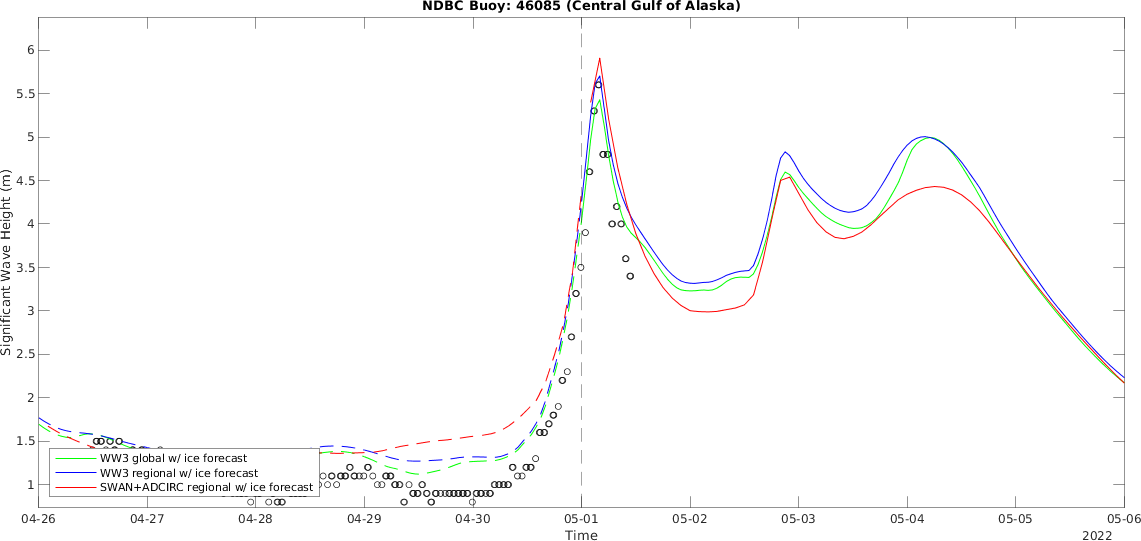 NDBC Buoy: 46085 (Central Gulf of Alaska)
Significant Wave Height (m)
6
5.5
5
4.5
4
3.5
3
2.5
2
1.5
1
WW3 global w/ ice forecast
WW3 regional w/ ice forecast
SWAN+ADCIRC regional w/ ice forecast
04-26 04-27 04-28 04-29 04-30 05-01 05-02 05-03 05-04 05-05 05-06
Time
2022